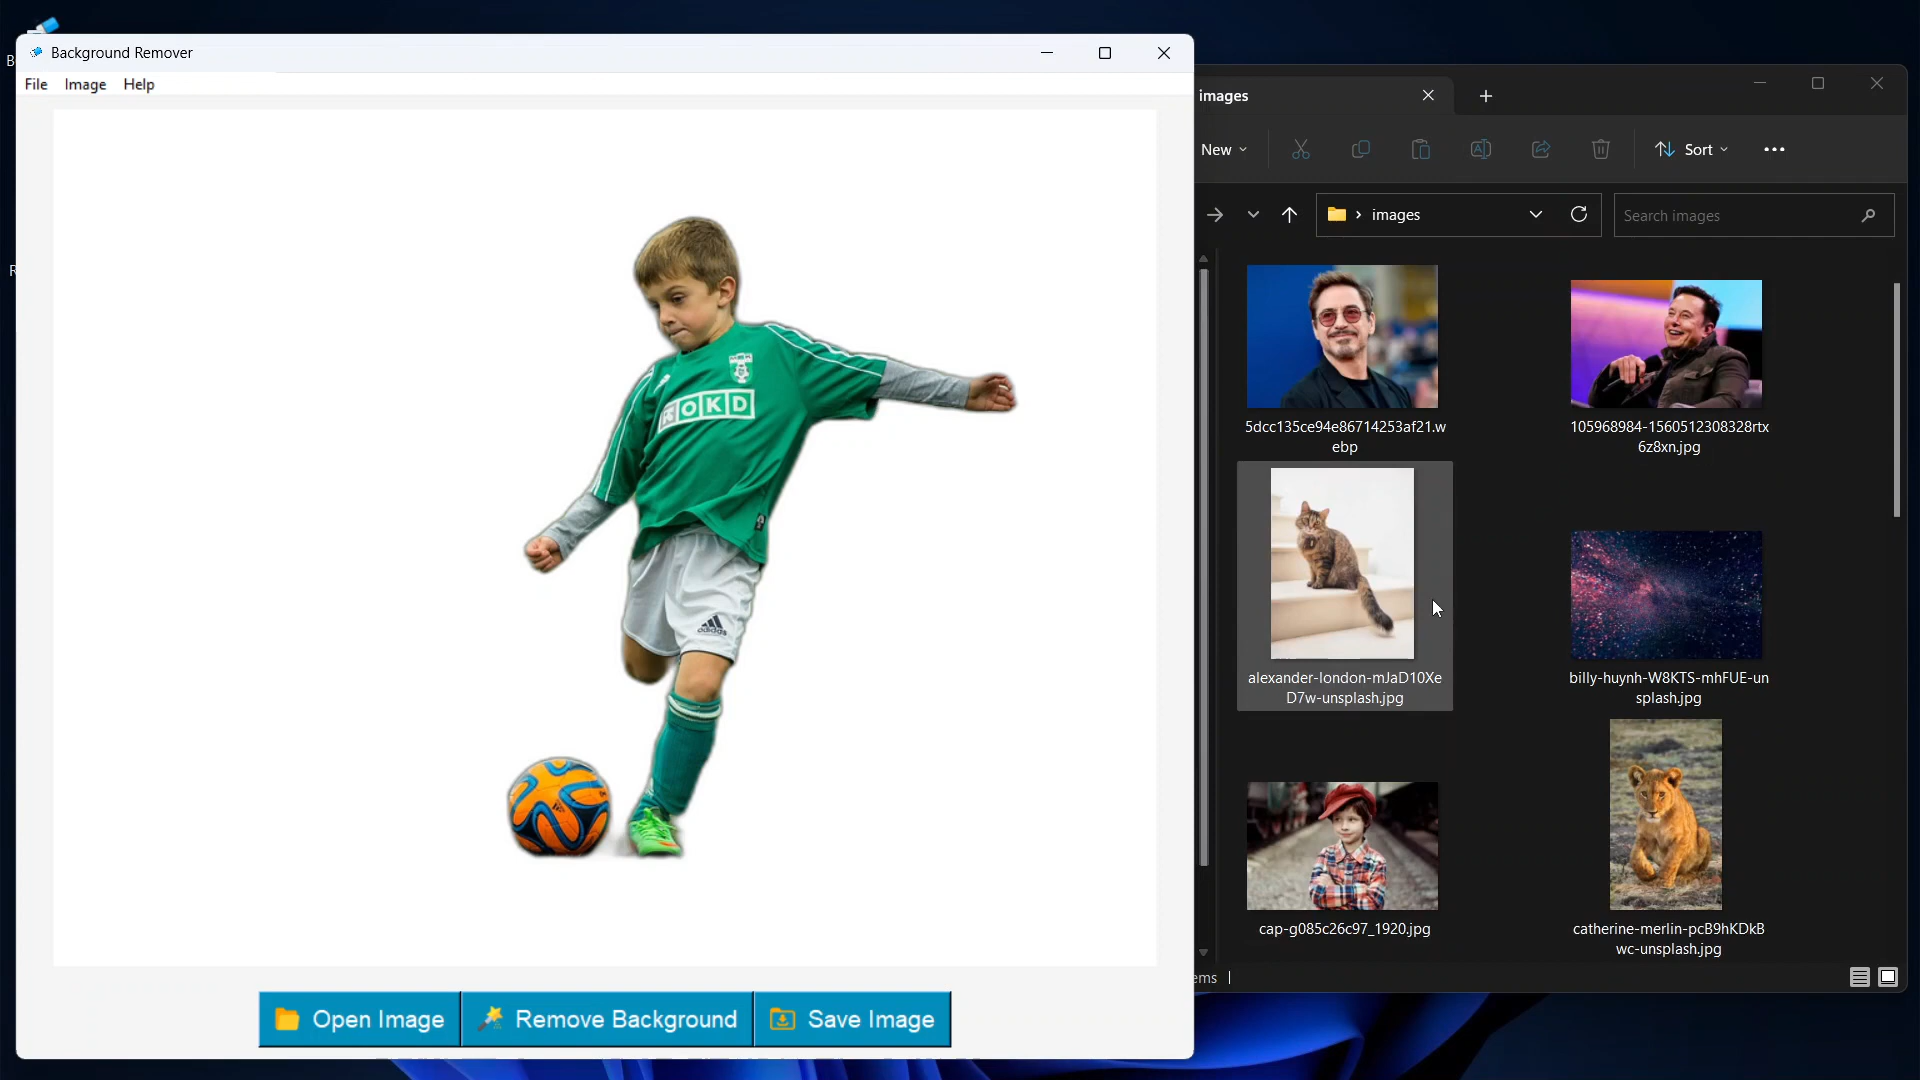 Background Remover
File Image Help
OKD
adidas
Open Image
Remove Background
Save Image
images
New
Sort
images
Search images
5dcc135ce94e86714253af21.w
ebp
105968984-1560512308328rtx
6z8xn.jpg
alexander-london-mJaD10Xe
D7w-unsplash.jpg
billy-huynh-W8KTS-mhFUE-un
splash.jpg
cap-g085c26c97_1920.jpg
catherine-merlin-pcB9hKDkB
wc-unsplash.jpg
ems